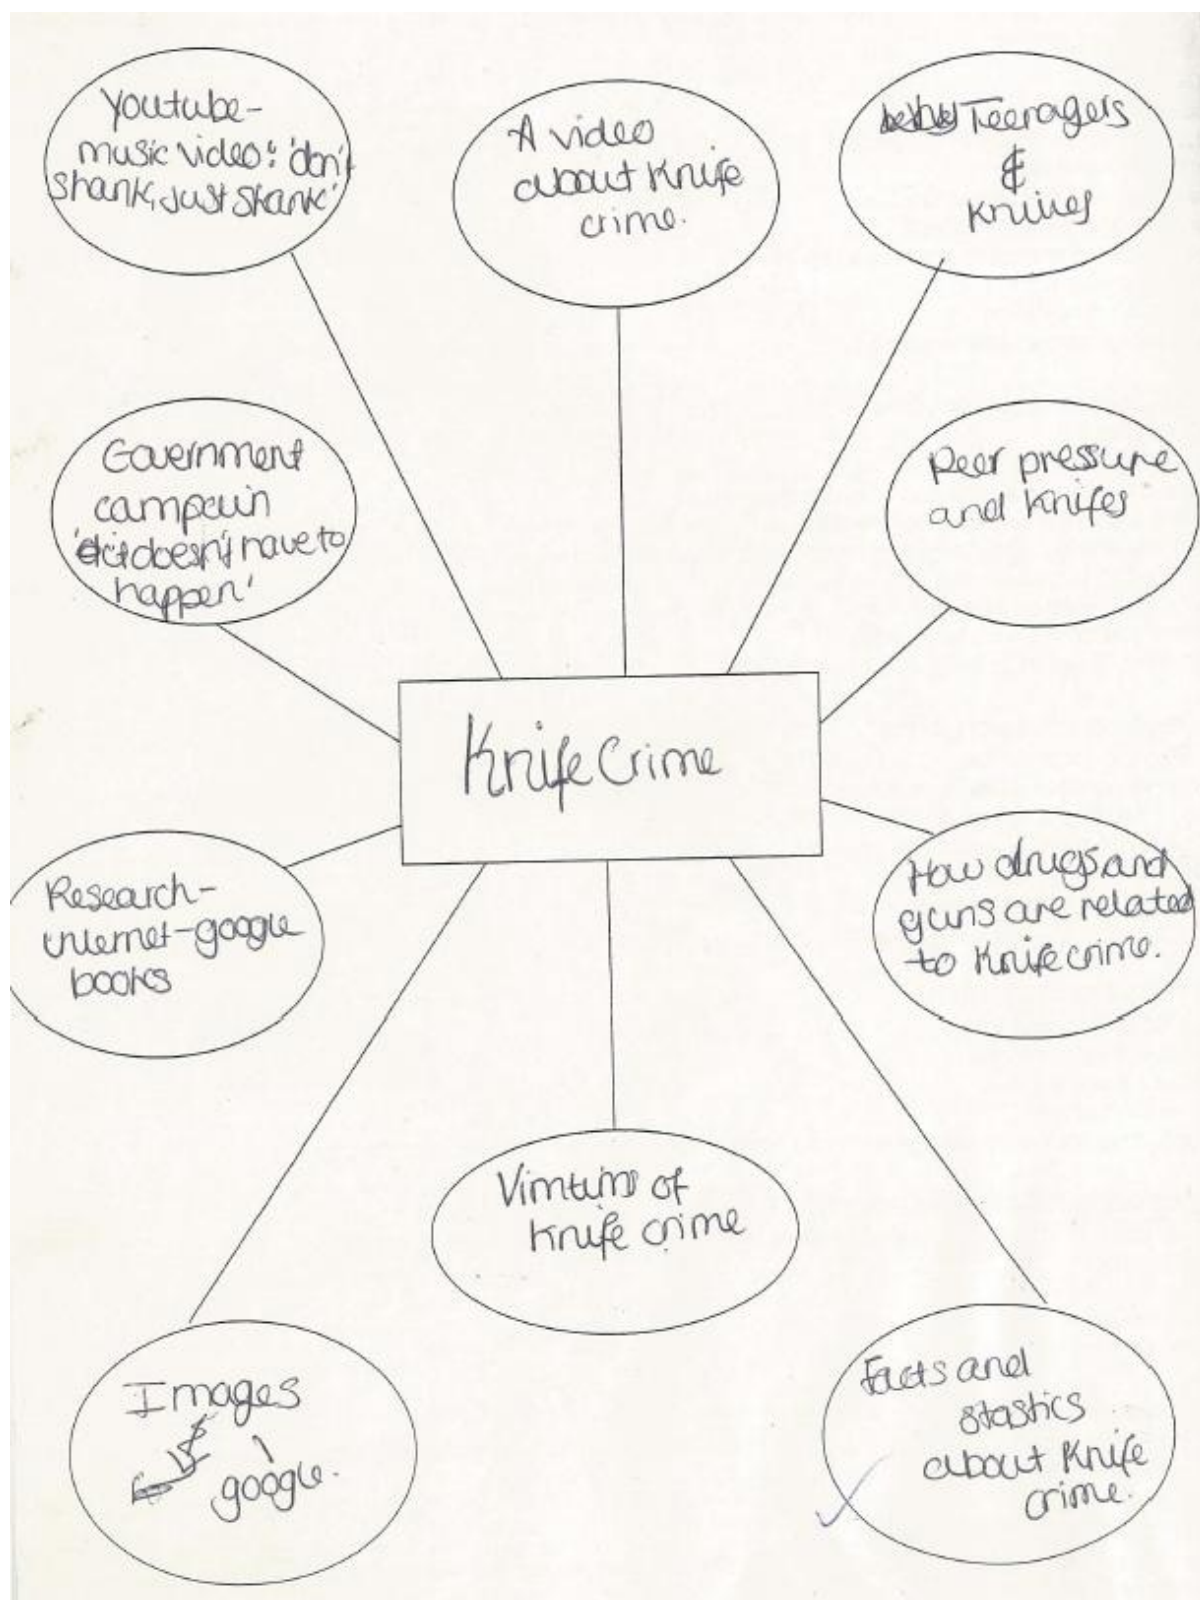 Youtube-
music video: 'don't
shank, just skank'
A video
about knife
crime.
Teenagers
&
knives
Government
campain
'it doesn't have to
happen'
Peer pressure
and knifes
Knife Crime
Research-
internet-google
books
How drugs and
guns are related
to knife crime.
Vimtims of
knife crime
Images
google.
Facts and
stastics
about knife
crime.